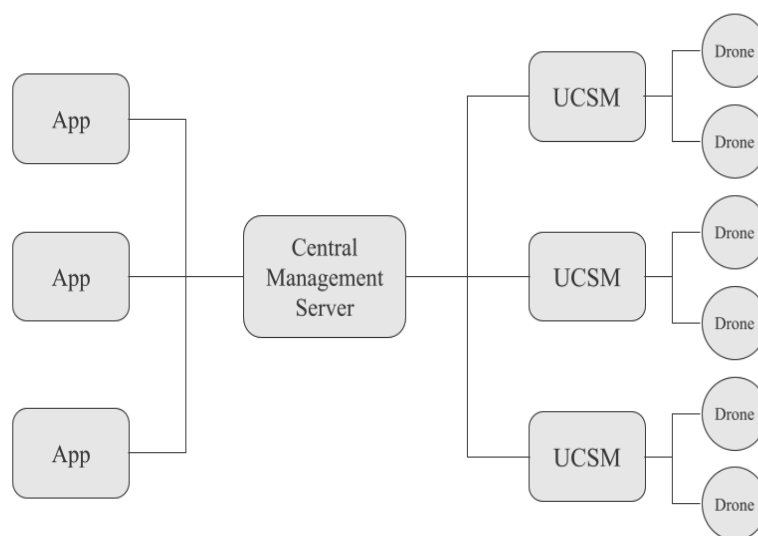 App
App
App
Central
Management
Server
UCSM
UCSM
UCSM
Drone
Drone
Drone
Drone
Drone
Drone